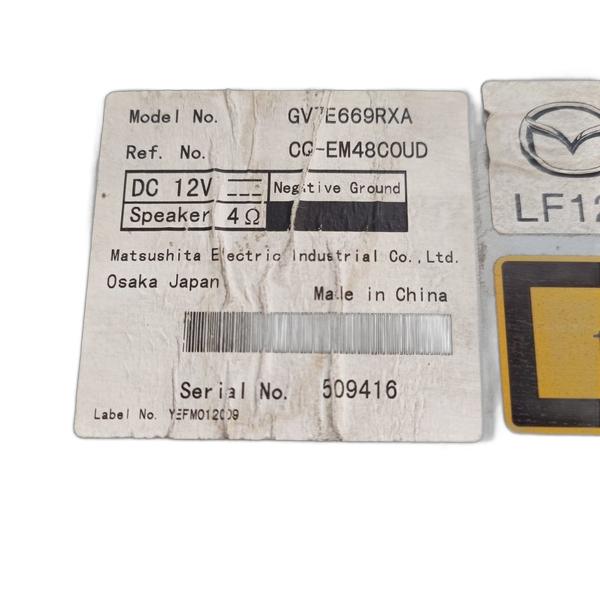 Model No. GV7E669RXA
Ref. No. CQ-EM48C0UD
DC 12V Negative Ground
Speaker 4Ω
Matsushita Electric Industrial Co.,Ltd.
Osaka Japan
Made in China
Serial No. 509416
Label No. YEFM012009
LF12